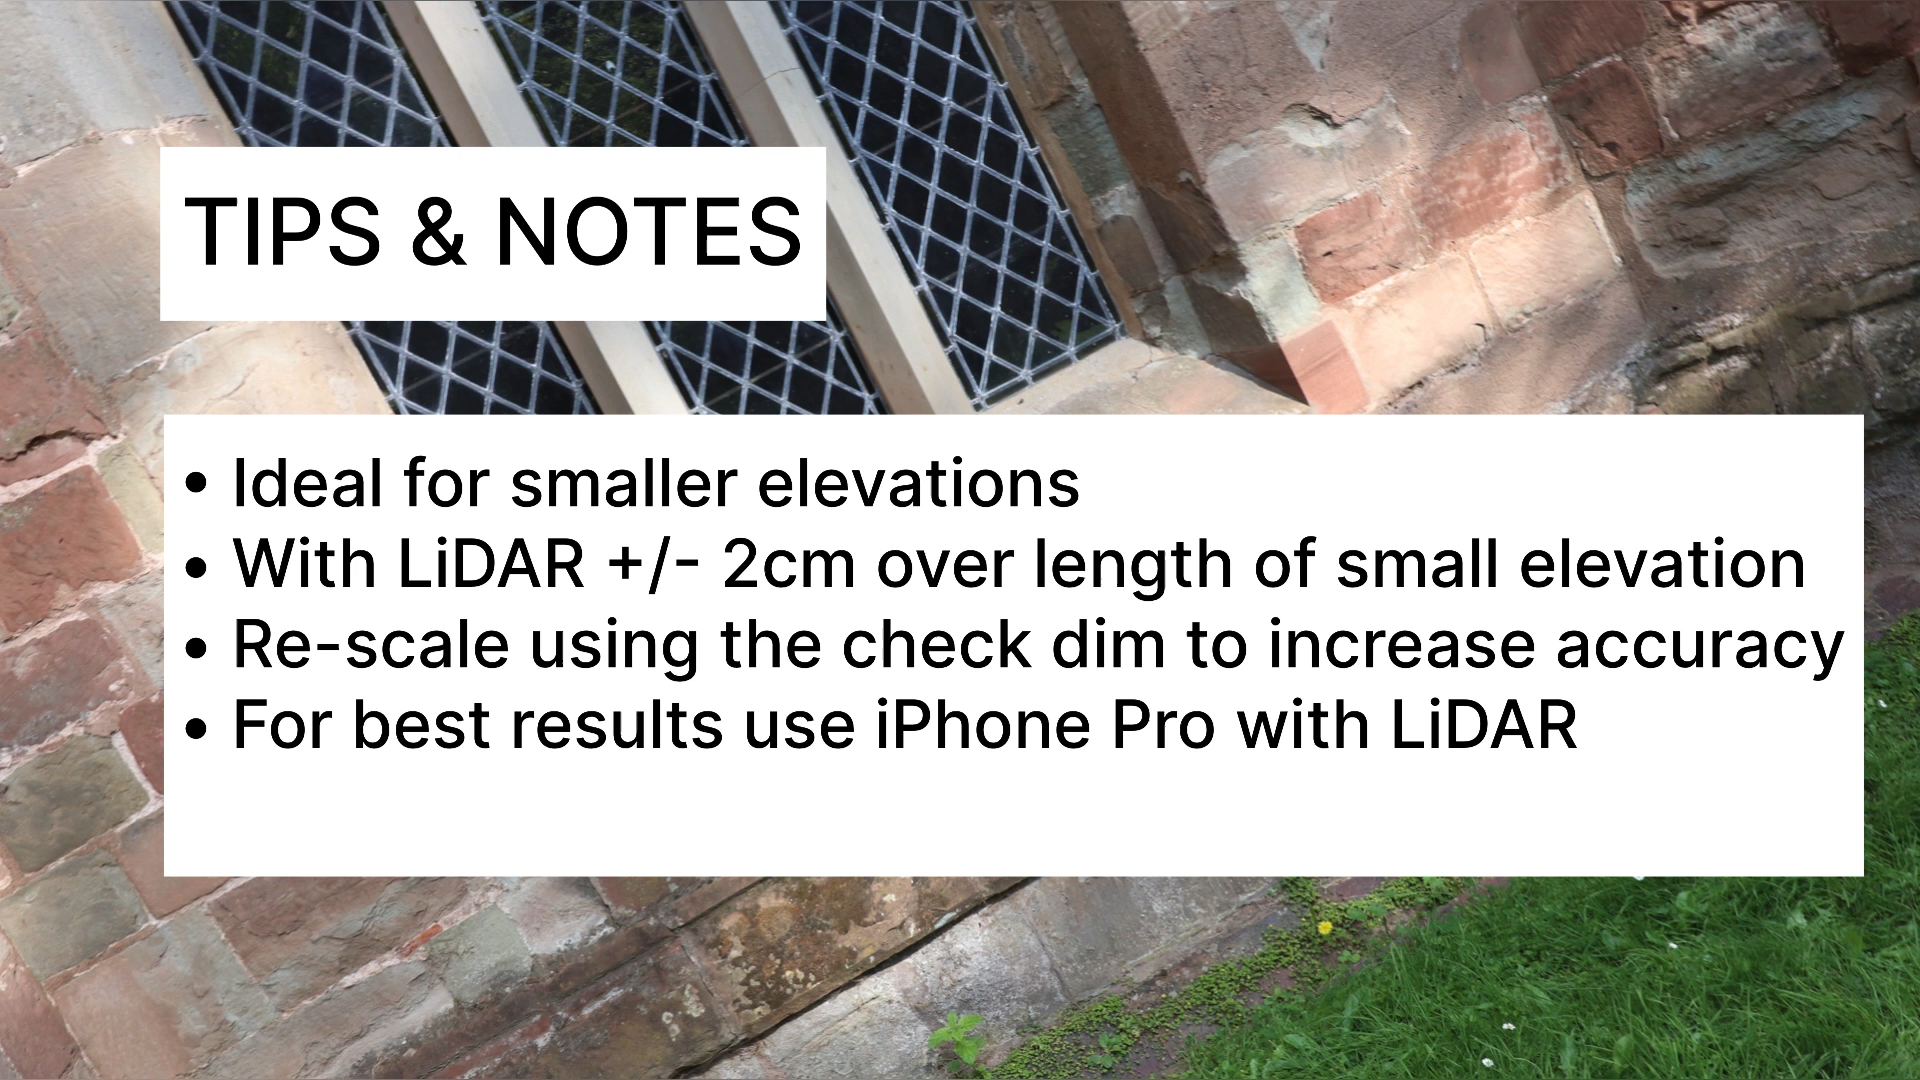 TIPS & NOTES
• Ideal for smaller elevations
• With LiDAR +/- 2cm over length of small elevation
• Re-scale using the check dim to increase accuracy
• For best results use iPhone Pro with LiDAR